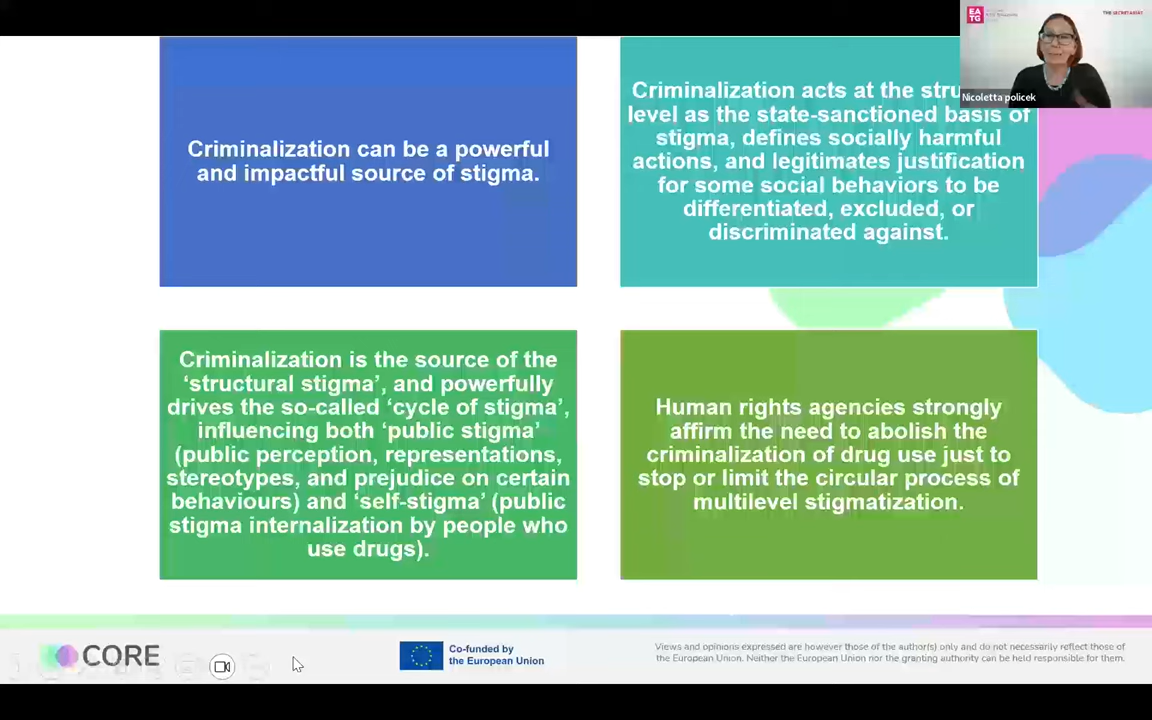 Criminalization can be a powerful
and impactful source of stigma.
Criminalization acts at the
level as the state-sanctioned basis of
stigma, defines socially harmful
actions, and legitimates justification
for some social behaviors to be
differentiated, excluded, or
discriminated against.
EA
TG
THE SECRETARIAT
Nicoletta policek
Criminalization is the source of the
‘structural stigma’, and powerfully
drives the so-called ‘cycle of stigma’,
influencing both ‘public stigma’
(public perception, representations,
stereotypes, and prejudice on certain
behaviours) and ‘self-stigma’ (public
stigma internalization by people who
use drugs).
Human rights agencies strongly
affirm the need to abolish the
criminalization of drug use just to
stop or limit the circular process of
multilevel stigmatization.
CORE
Co-funded by
the European Union
Views and opinions expressed are however those of the author(s) only and do not necessarily reflect those of
the European Union. Neither the European Union nor the granting authority can be held responsible for them.